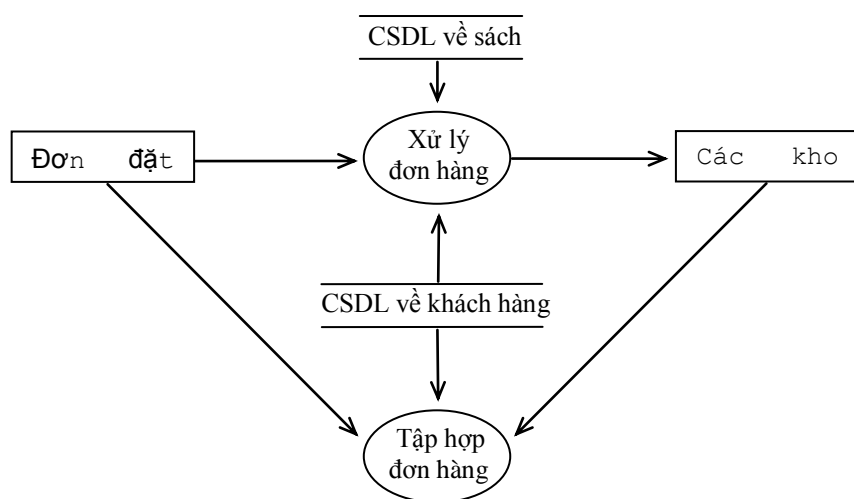 CSDL về sách
Xử lý
đơn hàng
Đơn đặt
Các kho
CSDL về khách hàng
Tập hợp
đơn hàng